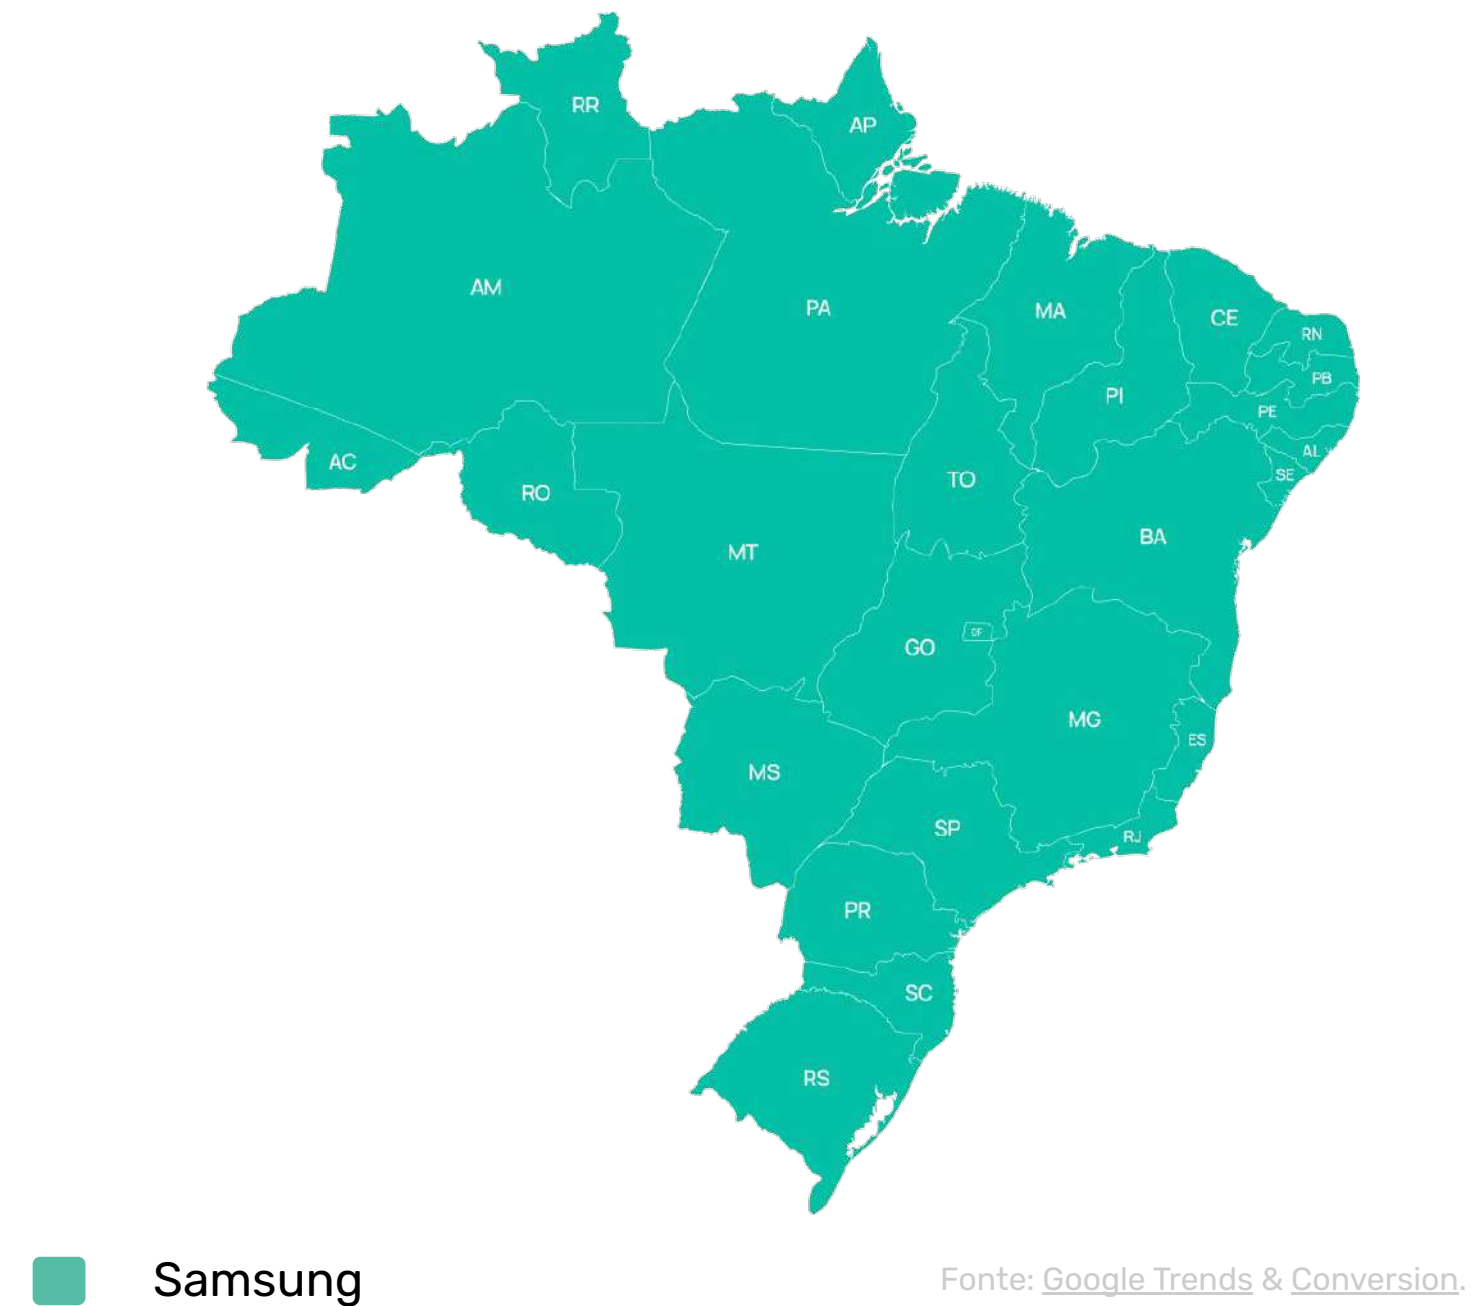 RR
AP
AM
PA
MA
CE
RN
PB
PI
PE
AL
AC
SE
TO
RO
BA
MT
DF
GO
MG
ES
MS
SP
RJ
PR
SC
RS
Samsung
Fonte: Google Trends & Conversion.